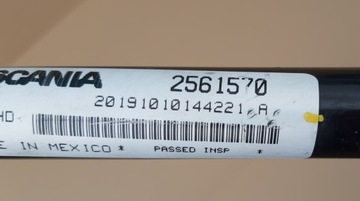 SCANIA 2561570
20191010144221 A
HD
E IN MEXICO * PASSED INSP *